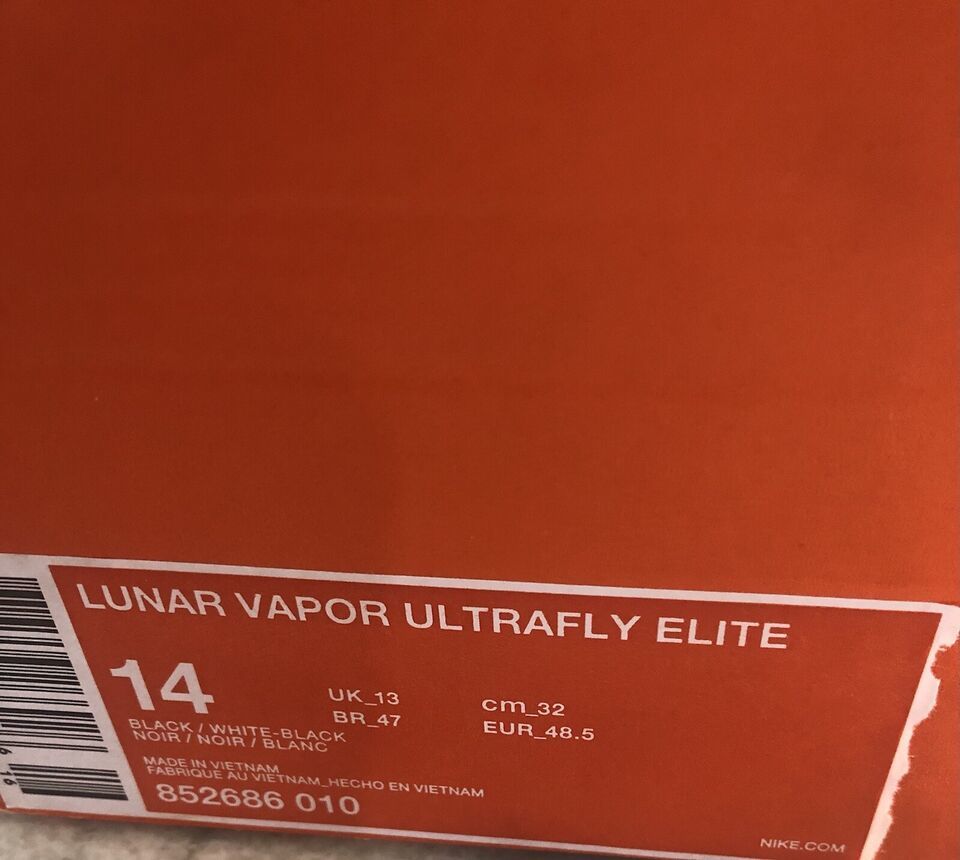 LUNAR VAPOR ULTRAFLY ELITE
14
UK_13
cm_32
BR_47
EUR_48.5
BLACK / WHITE-BLACK
NOIR / NOIR / BLANC
MADE IN VIETNAM
FABRIQUE AU VIETNAM_HECHO EN VIETNAM
852686 010
NIKE.COM